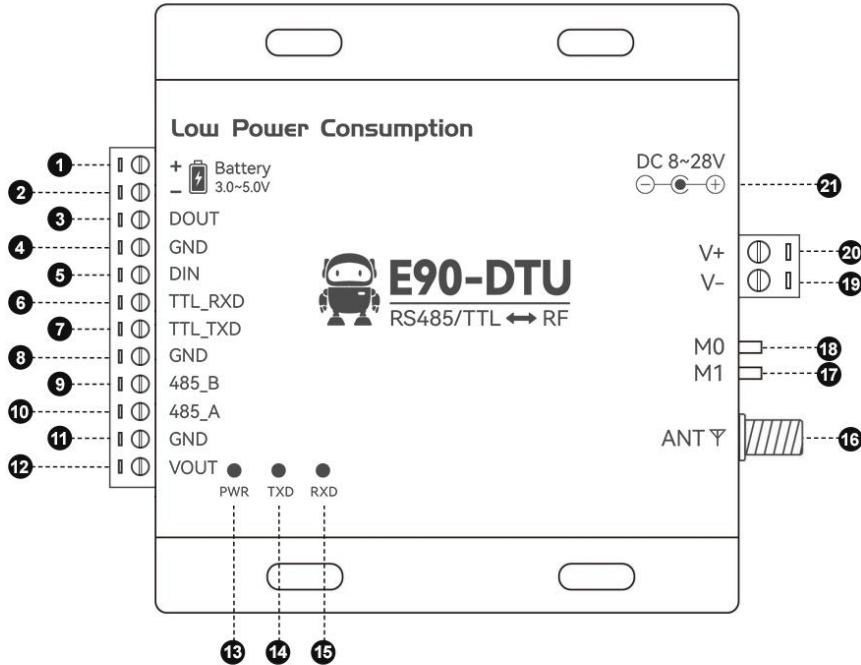 Low Power Consumption
1
+ Battery
2
− 3.0~5.0V
3 DOUT
4 GND
5 DIN
6 TTL_RXD
7 TTL_TXD
8 GND
9 485_B
10 485_A
11 GND
12 VOUT
PWR TXD RXD
13 14 15
E90-DTU
RS485/TTL ↔ RF
DC 8~28V
− + 21
V+ 20
V- 19
M0 18
M1 17
ANT 16